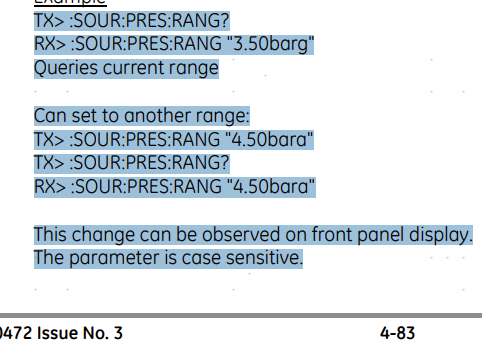 Example
TX> :SOUR:PRES:RANG?
RX> :SOUR:PRES:RANG "3.50barg"
Queries current range
Can set to another range:
TX> :SOUR:PRES:RANG "4.50bara"
TX> :SOUR:PRES:RANG?
RX> :SOUR:PRES:RANG "4.50bara"
This change can be observed on front panel display.
The parameter is case sensitive.
0472 Issue No. 3
4-83